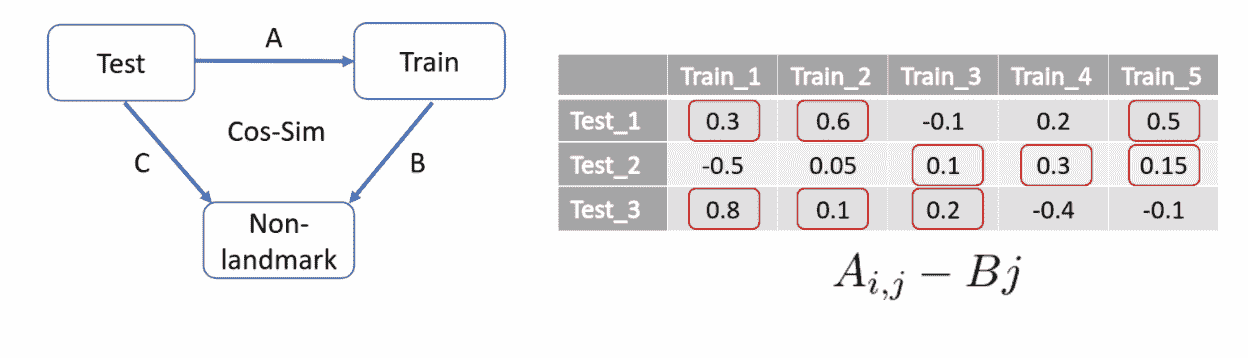 Test
A
Train
Cos-Sim
C
B
Non-
landmark
Train_1 Train_2 Train_3 Train_4 Train_5
Test_1 0.3 0.6 -0.1 0.2 0.5
Test_2 -0.5 0.05 0.1 0.3 0.15
Test_3 0.8 0.1 0.2 -0.4 -0.1
A_{i,j} − Bj